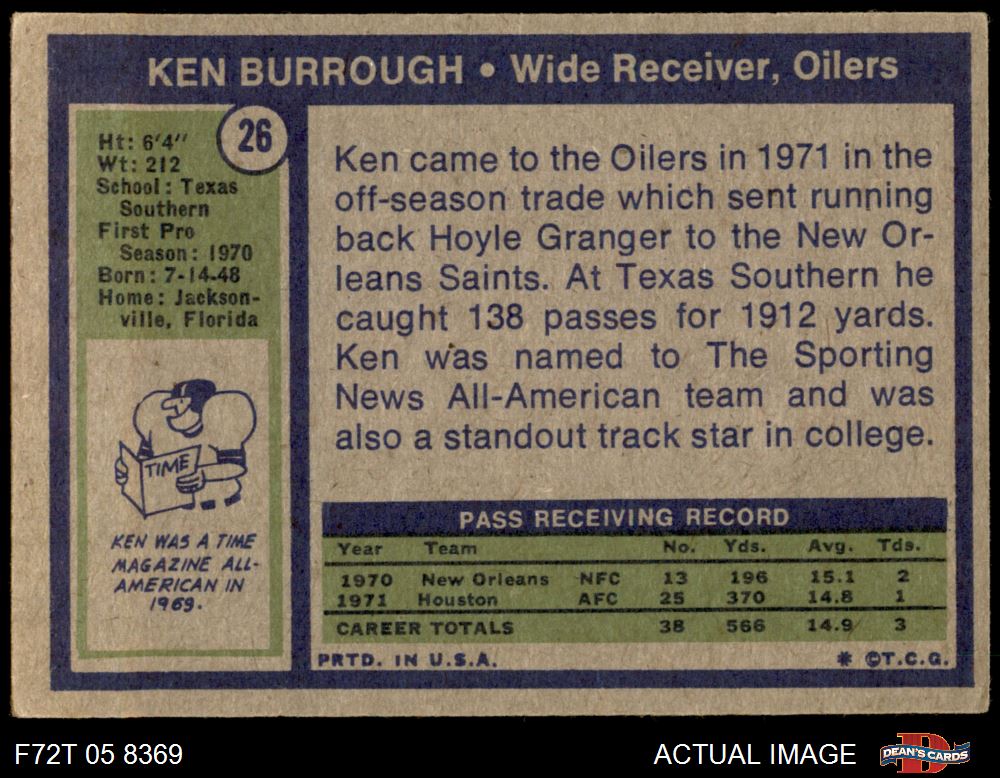 KEN BURROUGH • Wide Receiver, Oilers
26
Ht: 6'4"
Wt: 212
School: Texas
Southern
First Pro
Season: 1970
Born: 7-14-48
Home: Jackson-
ville, Florida
TIME
KEN WAS A TIME
MAGAZINE ALL-
AMERICAN IN
1969.
Ken came to the Oilers in 1971 in the
off-season trade which sent running
back Hoyle Granger to the New Or-
leans Saints. At Texas Southern he
caught 138 passes for 1912 yards.
Ken was named to The Sporting
News All-American team and was
also a standout track star in college.
PASS RECEIVING RECORD
Year Team No. Yds. Avg. Tds.
1970 New Orleans NFC 13 196 15.1 2
1971 Houston AFC 25 370 14.8 1
CAREER TOTALS 38 566 14.9 3
PRTD. IN U.S.A. * ©T.C.G.
F72T 05 8369 ACTUAL IMAGE DEAN'S CARDS